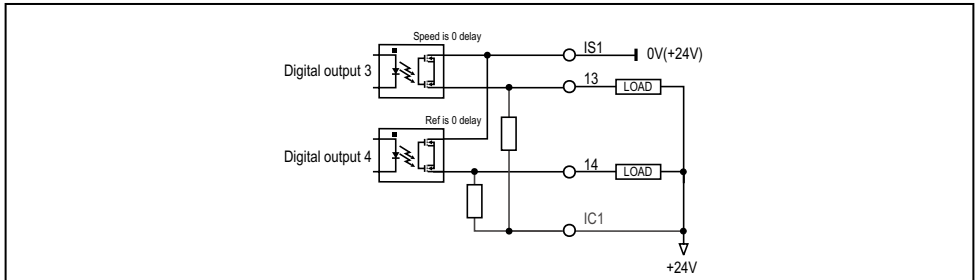 Speed is 0 delay
IS1
0V(+24V)
Digital output 3
13
LOAD
Ref is 0 delay
Digital output 4
14
LOAD
IC1
+24V